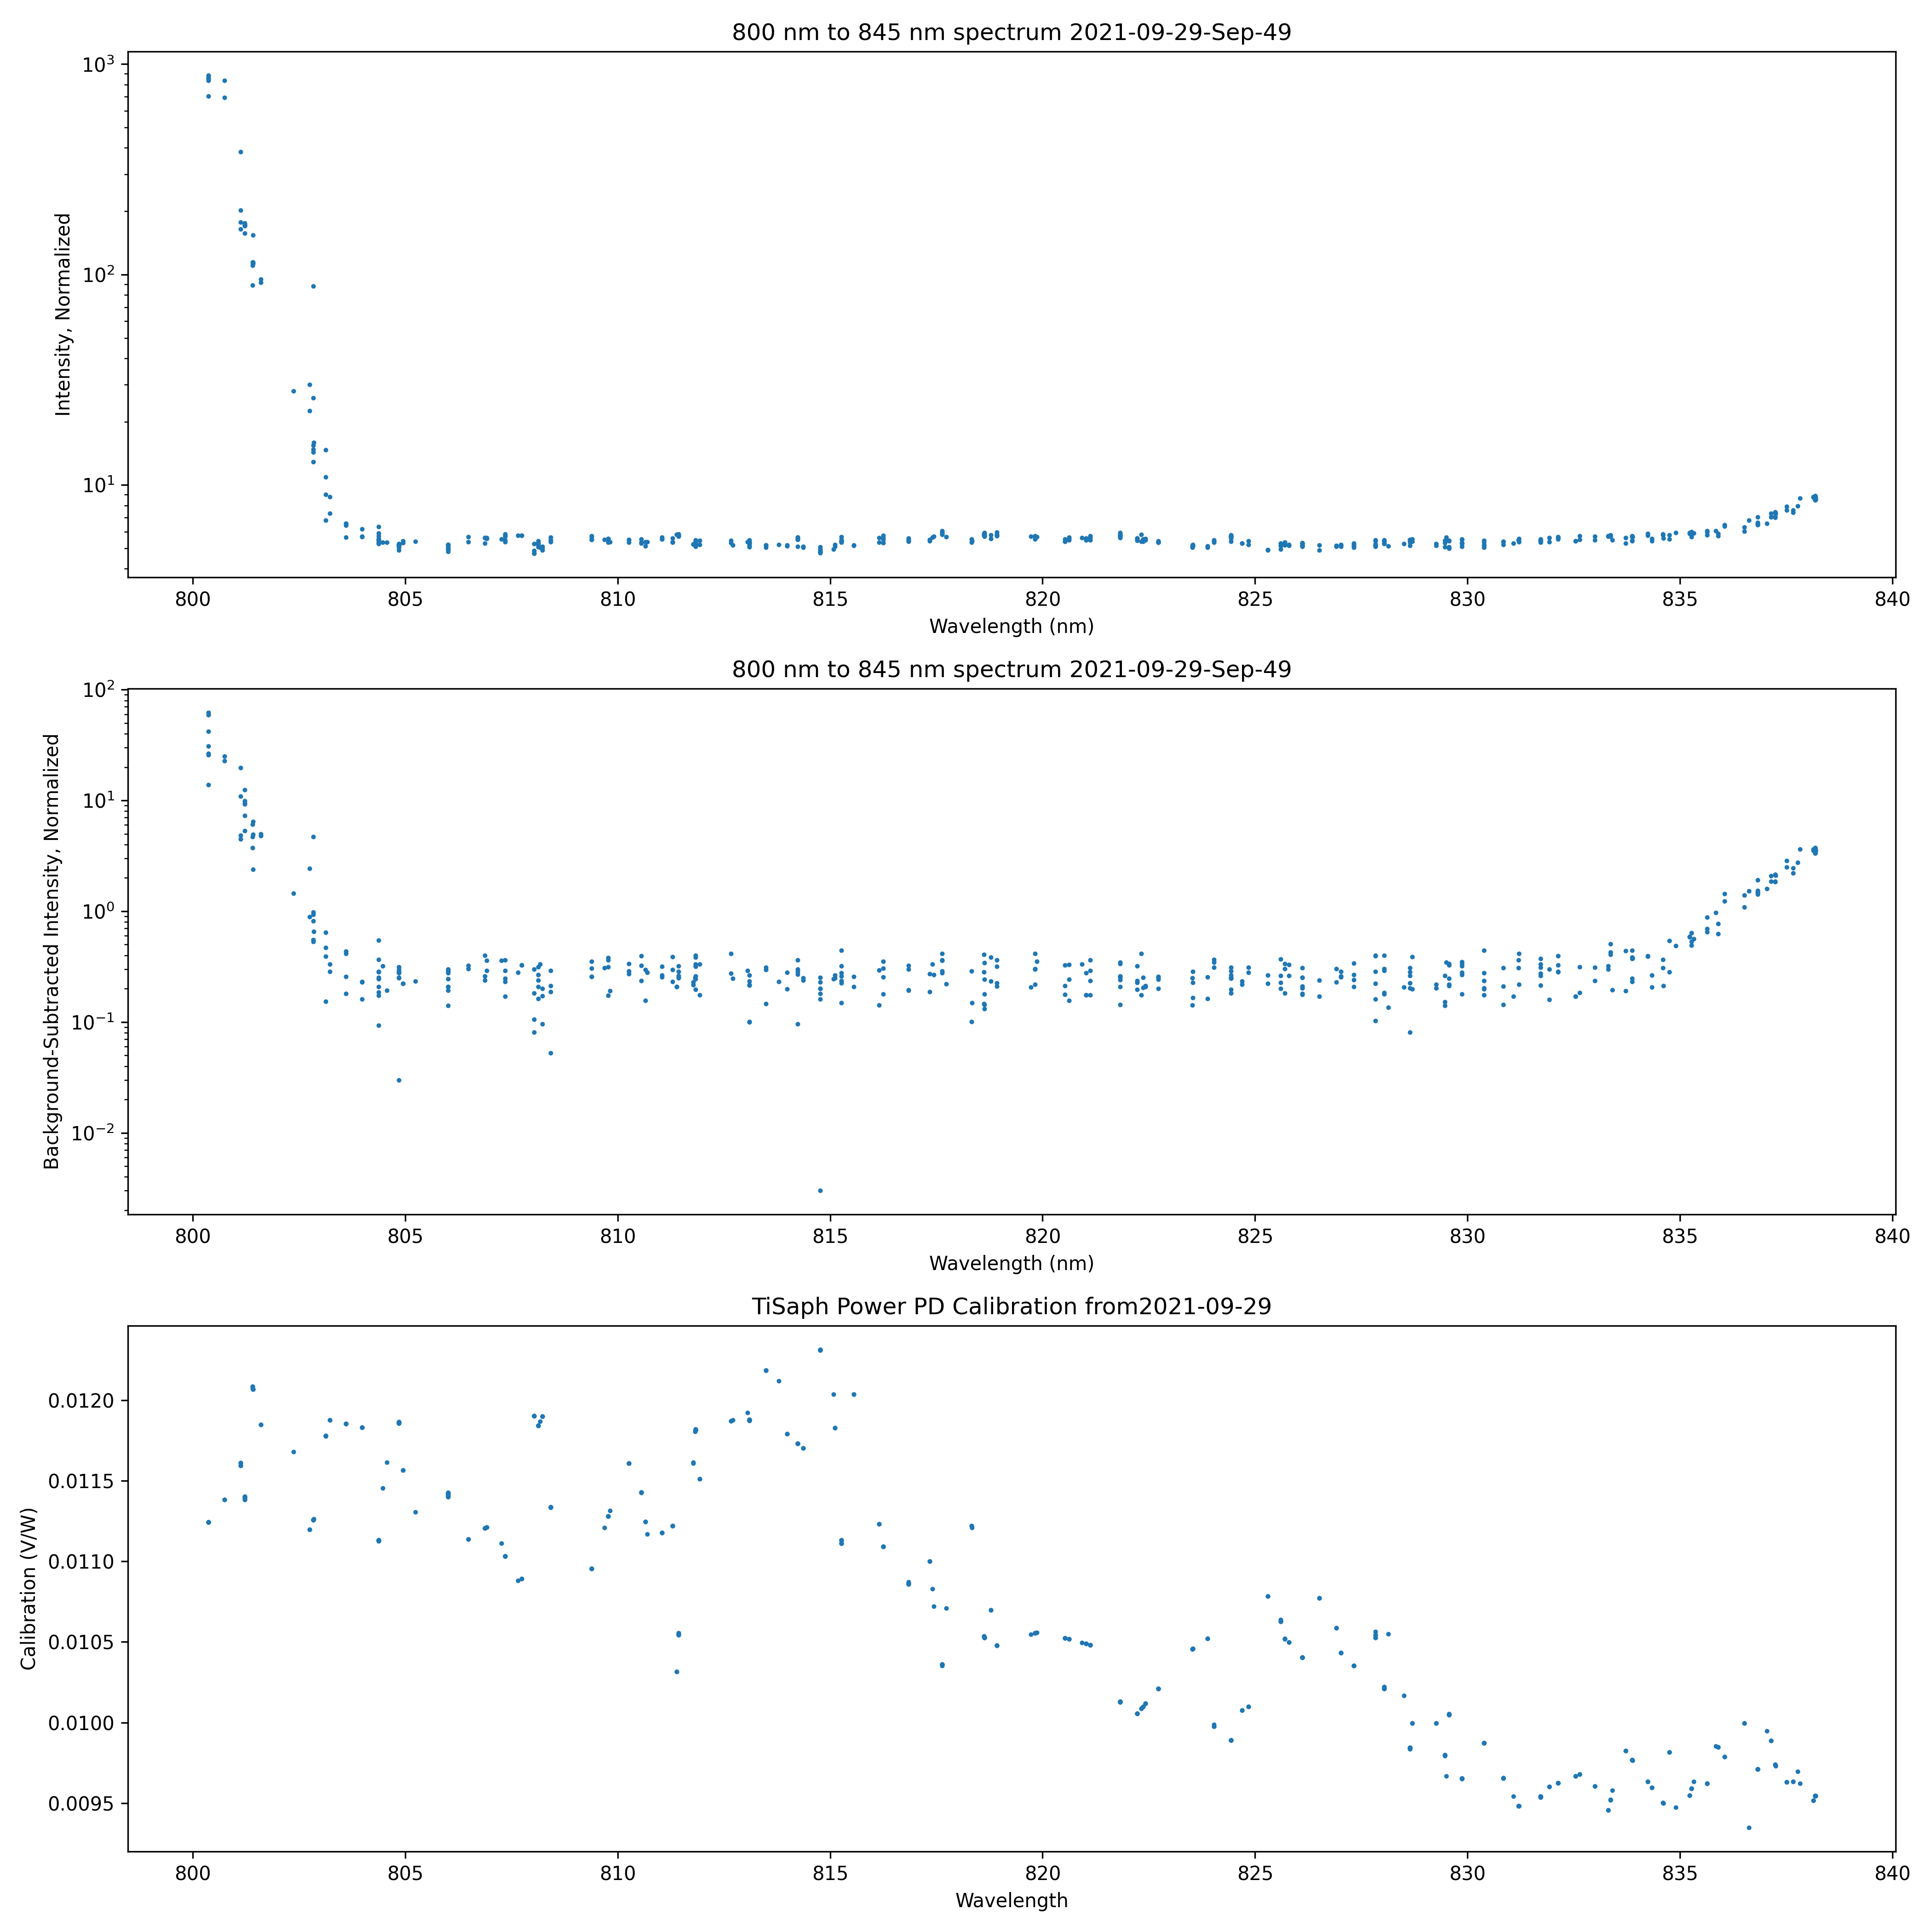 800 nm to 845 nm spectrum 2021-09-29-Sep-49
Intensity, Normalized
10³
10²
10¹
800 805 810 815 820 825 830 835 840
Wavelength (nm)
800 nm to 845 nm spectrum 2021-09-29-Sep-49
Background-Subtracted Intensity, Normalized
10²
10¹
10⁰
10⁻¹
10⁻²
800 805 810 815 820 825 830 835 840
Wavelength (nm)
TiSaph Power PD Calibration from2021-09-29
Calibration (V/W)
0.0120
0.0115
0.0110
0.0105
0.0100
0.0095
800 805 810 815 820 825 830 835 840
Wavelength